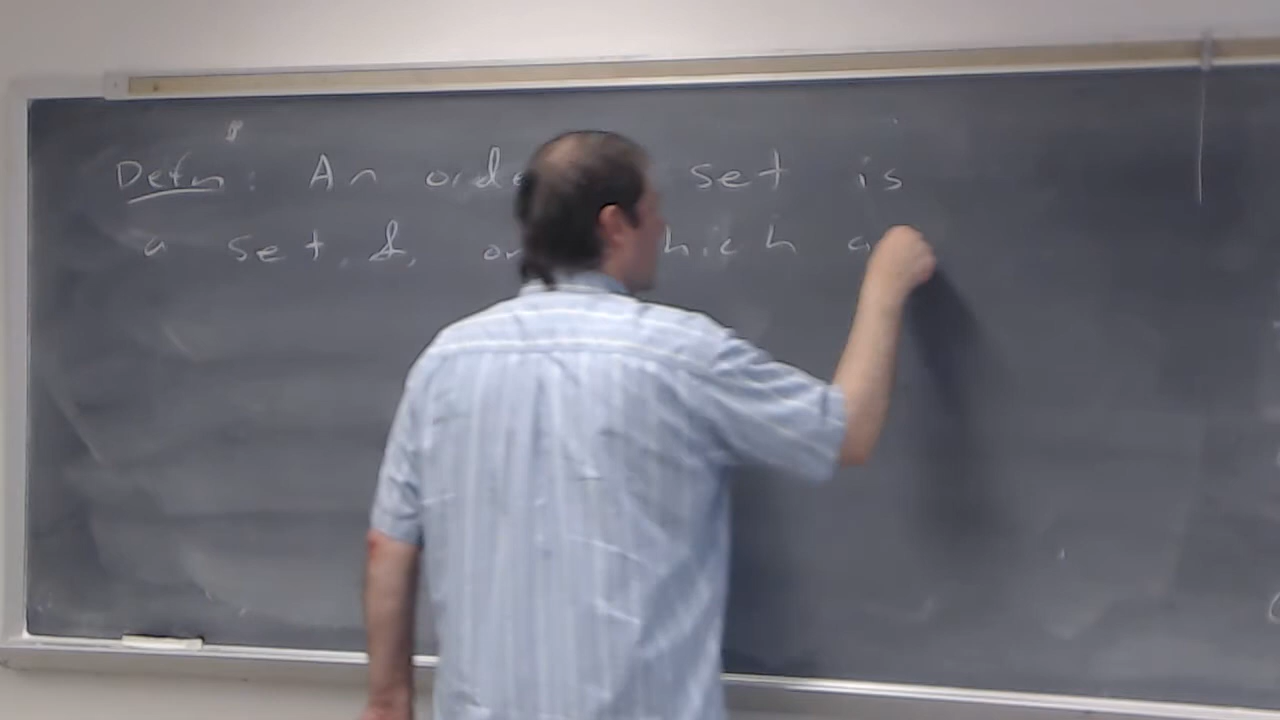 Defn: An orde set is
a set, S, on hich a